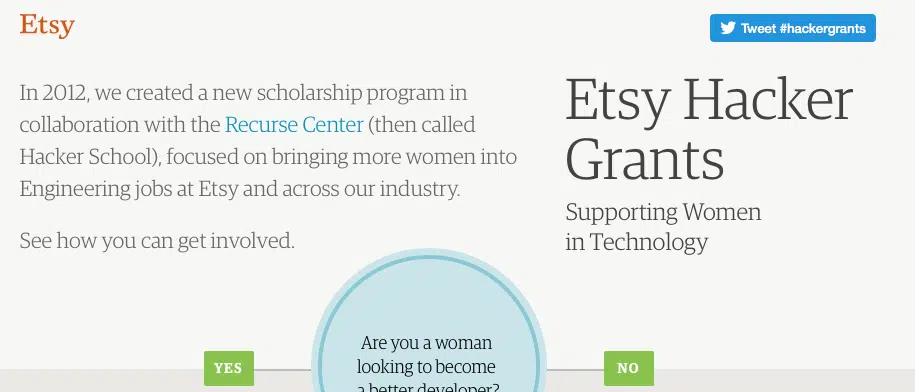 Etsy
Tweet #hackergrants
In 2012, we created a new scholarship program in
collaboration with the Recurse Center (then called
Hacker School), focused on bringing more women into
Engineering jobs at Etsy and across our industry.
See how you can get involved.
Etsy Hacker
Grants
Supporting Women
in Technology
Are you a woman
looking to become
a better developer?
YES
NO